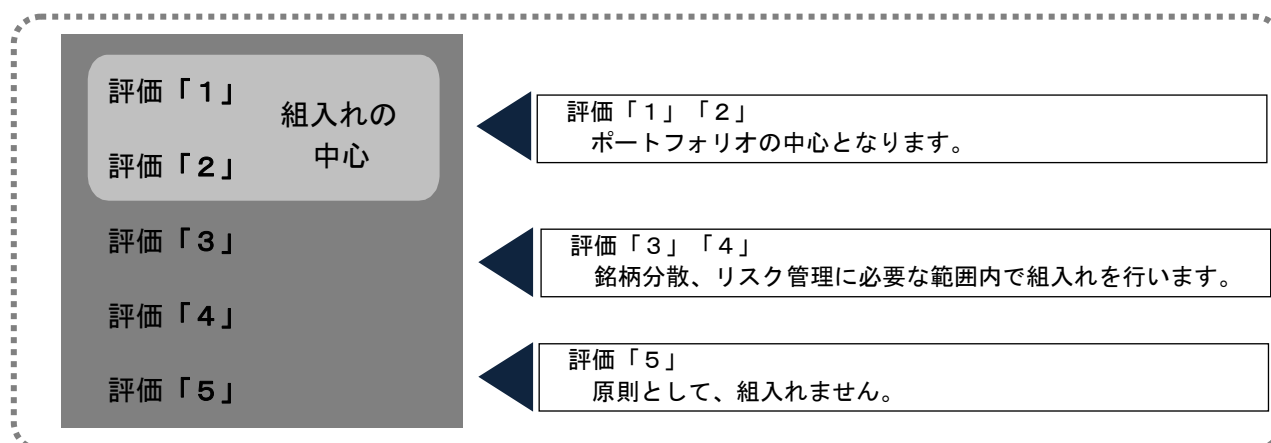 評価「１」
評価「２」
組入れの
中心
評価「３」
評価「４」
評価「５」
評価「１」「２」
ポートフォリオの中心となります。
評価「３」「４」
銘柄分散、リスク管理に必要な範囲内で組入れを行います。
評価「５」
原則として、組入れません。